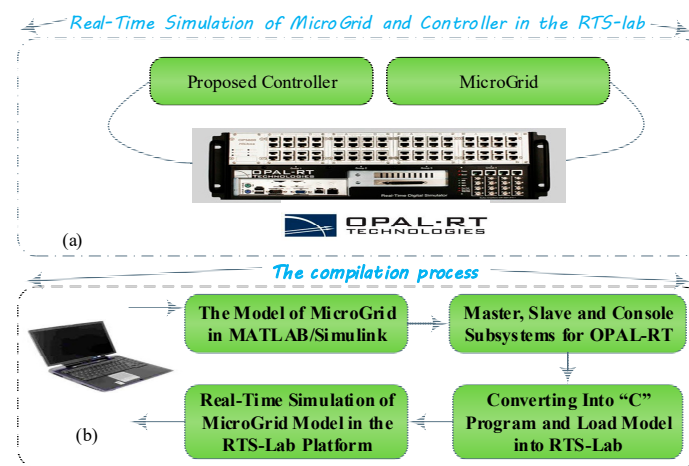 Real-Time Simulation of MicroGrid and Controller in the RTS-lab
Proposed Controller
MicroGrid
Real-Time Digital Simulator
OPAL-RT
TECHNOLOGIES
OPAL-RT
TECHNOLOGIES
(a)
The compilation process
The Model of MicroGrid
in MATLAB/Simulink
Master, Slave and Console
Subsystems for OPAL-RT
Real-Time Simulation of
MicroGrid Model in the
RTS-Lab Platform
Converting Into “C”
Program and Load Model
into RTS-Lab
(b)